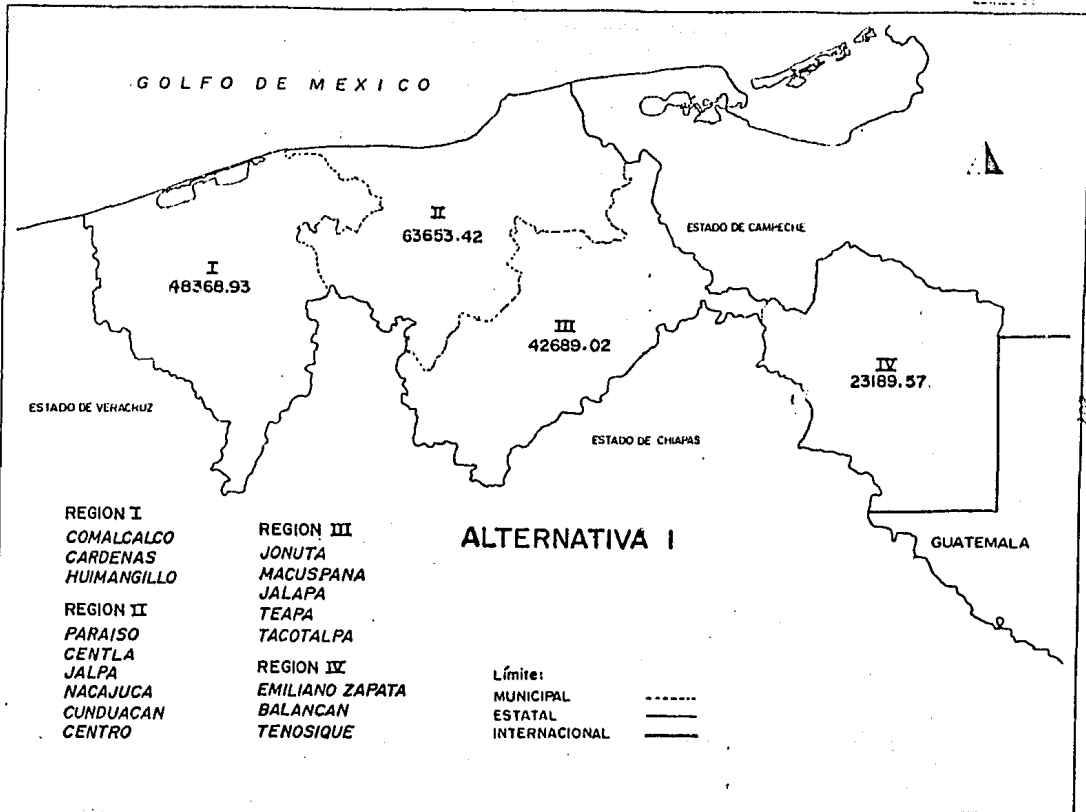 GOLFO DE MEXICO
II
63653.42
ESTADO DE CAMPECHE
I
48368.93
III
42689.02
IV
23189.57
ESTADO DE VERACRUZ
ESTADO DE CHIAPAS
ALTERNATIVA I
GUATEMALA
REGION I
COMALCALCO
CARDENAS
HUIMANGILLO
REGION II
PARAISO
CENTLA
JALPA
NACAJUCA
CUNDUACAN
CENTRO
REGION III
JONUTA
MACUSPANA
JALAPA
TEAPA
TACOTALPA
REGION IV
EMILIANO ZAPATA
BALANCAN
TENOSIQUE
Límite:
MUNICIPAL
ESTATAL
INTERNACIONAL